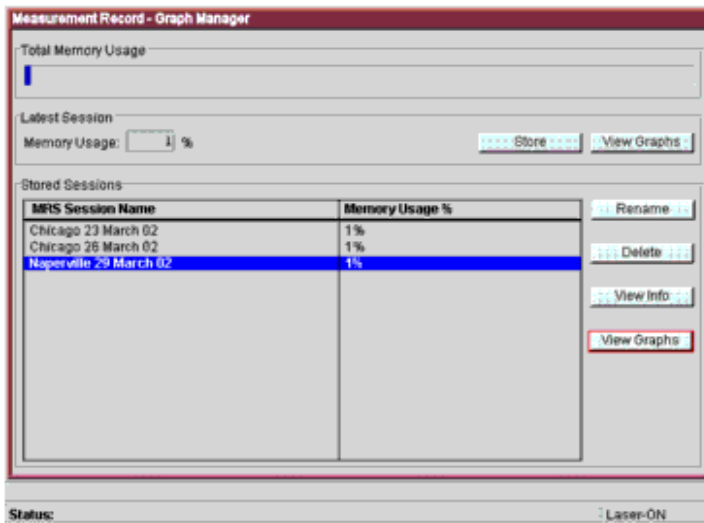 Measurement Record - Graph Manager
Total Memory Usage
Latest Session
Memory Usage: 1 % Store View Graphs
Stored Sessions
MRS Session Name Memory Usage % Rename
Chicago 23 March 02 1%
Chicago 26 March 02 1%
Naperville 29 March 02 1%
Delete
View Info
View Graphs
Status: Laser-ON